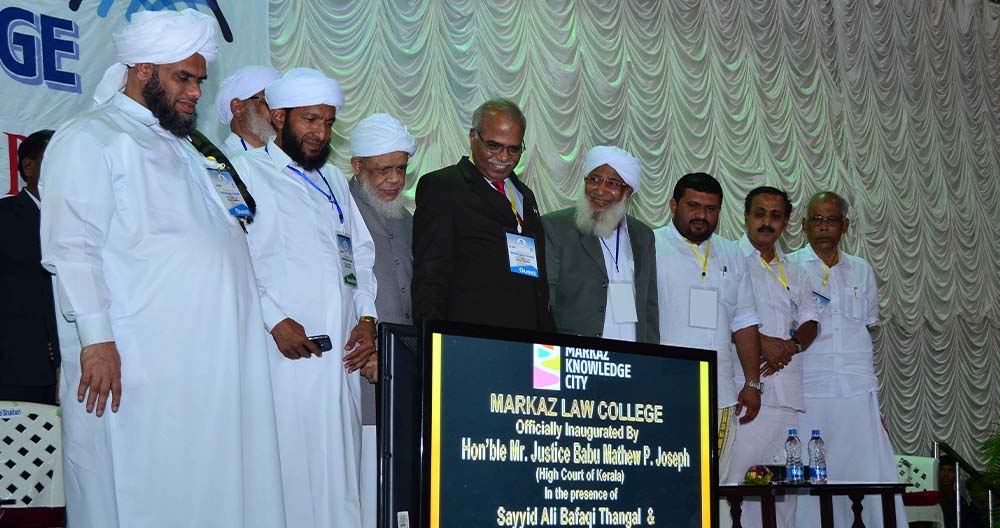 GE
MARKAZ
KNOWLEDGE
CITY
MARKAZ LAW COLLEGE
Officially Inaugurated By
Hon'ble Mr. Justice Babu Mathew P. Joseph
(High Court of Kerala)
In the presence of
Sayyid Ali Bafaqi Thangal &
Guest
Guest